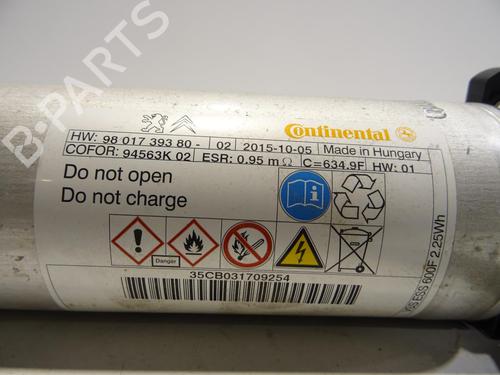 B-PARTS
Continental
HW: 98 017 393 80 - 02 2015-10-05 Made in Hungary
COFOR: 94563K 02 ESR: 0,95 mΩ C=634.9F HW: 01
Do not open
Do not charge
Danger
35CB031709254
ESS 600F 2.25Wh